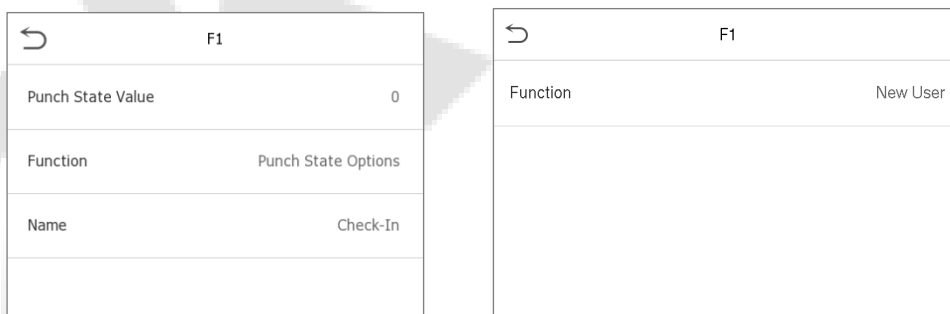 F1
Punch State Value 0
Function Punch State Options
Name Check-In
F1
Function New User